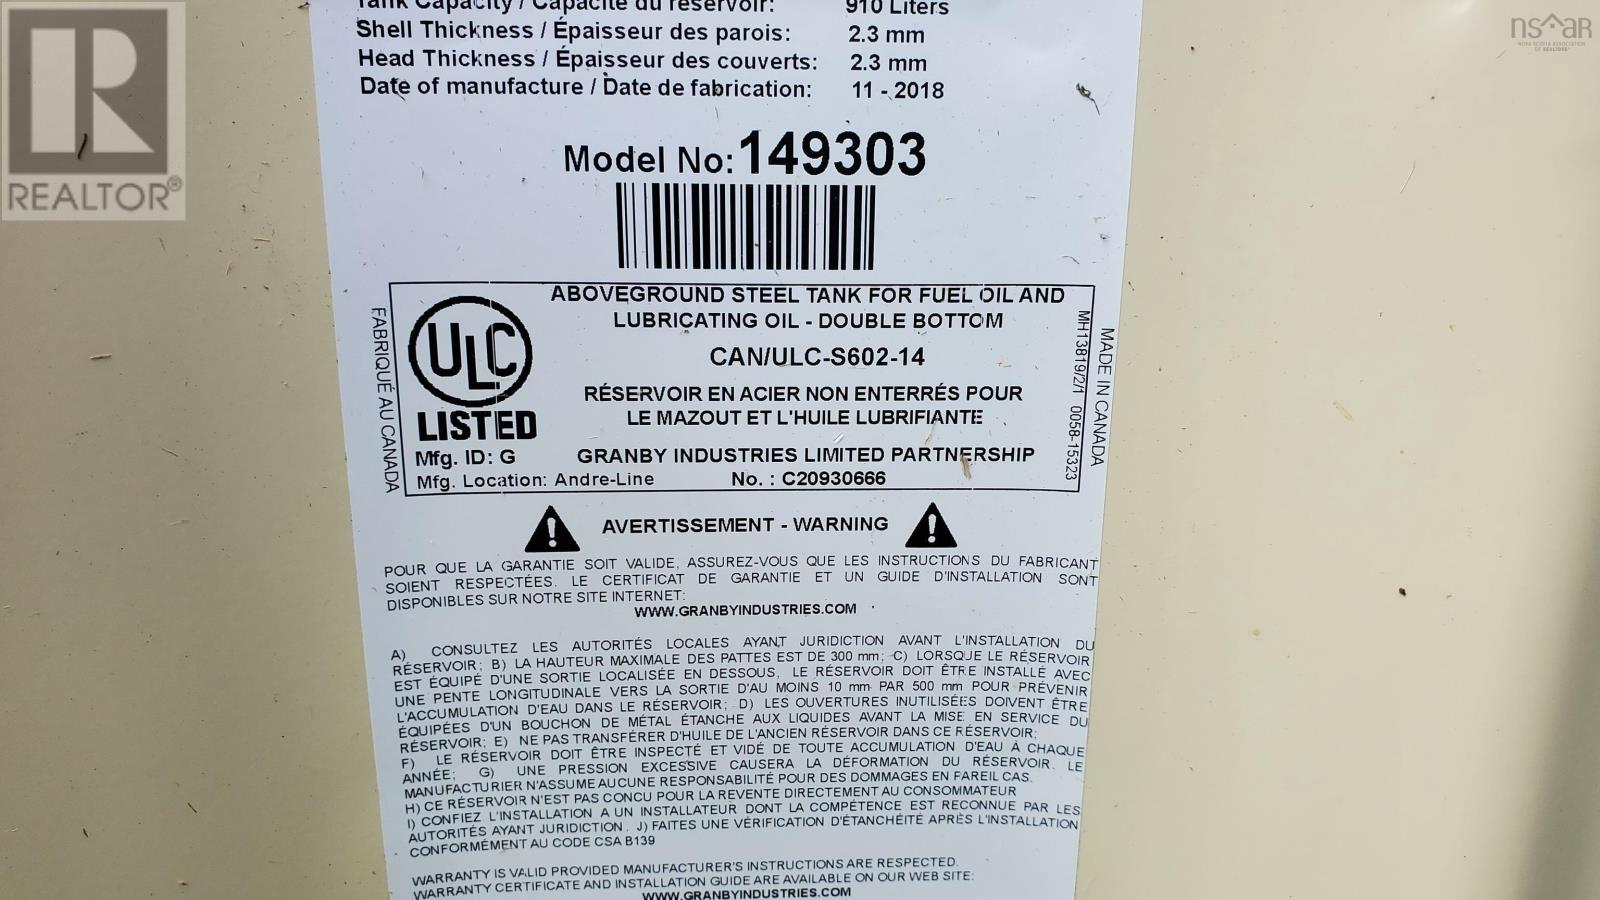 Tank Capacity / Capacité du réservoir: 910 Liters
Shell Thickness / Épaisseur des parois: 2.3 mm
Head Thickness / Épaisseur des couverts: 2.3 mm
Date of manufacture / Date de fabrication: 11 - 2018
Model No: 149303
FABRIQUÉ AU CANADA
ULC
LISTED
Mfg. ID: G
Mfg. Location: Andre-Line
ABOVEGROUND STEEL TANK FOR FUEL OIL AND
LUBRICATING OIL - DOUBLE BOTTOM
CAN/ULC-S602-14
RÉSERVOIR EN ACIER NON ENTERRÉS POUR
LE MAZOUT ET L'HUILE LUBRIFIANTE
GRANBY INDUSTRIES LIMITED PARTNERSHIP
No. : C20930666
MH13819/2/1 0058-15323
MADE IN CANADA
AVERTISSEMENT - WARNING
POUR QUE LA GARANTIE SOIT VALIDE, ASSUREZ-VOUS QUE LES INSTRUCTIONS DU FABRICANT
SOIENT RESPECTÉES. LE CERTIFICAT DE GARANTIE ET UN GUIDE D'INSTALLATION SONT
DISPONIBLES SUR NOTRE SITE INTERNET:
WWW.GRANBYINDUSTRIES.COM
A) CONSULTEZ LES AUTORITÉS LOCALES AYANT JURIDICTION AVANT L'INSTALLATION DU
RÉSERVOIR; B) LA HAUTEUR MAXIMALE DES PATTES EST DE 300 mm; C) LORSQUE LE RÉSERVOIR
EST ÉQUIPÉ D'UNE SORTIE LOCALISÉE EN DESSOUS, LE RÉSERVOIR DOIT ÊTRE INSTALLÉ AVEC
UNE PENTE LONGITUDINALE VERS LA SORTIE D'AU MOINS 10 mm PAR 500 mm POUR PRÉVENIR
L'ACCUMULATION D'EAU DANS LE RÉSERVOIR; D) LES OUVERTURES INUTILISÉES DOIVENT ÊTRE
ÉQUIPÉES D'UN BOUCHON DE MÉTAL ÉTANCHE AUX LIQUIDES AVANT LA MISE EN SERVICE DU
RÉSERVOIR; E) NE PAS TRANSFÉRER D'HUILE DE L'ANCIEN RÉSERVOIR DANS CE RÉSERVOIR;
F) LE RÉSERVOIR DOIT ÊTRE INSPECTÉ ET VIDÉ DE TOUTE ACCUMULATION D'EAU À CHAQUE
ANNÉE; G) UNE PRESSION EXCESSIVE CAUSERA LA DÉFORMATION DU RÉSERVOIR. LE
MANUFACTURIER N'ASSUME AUCUNE RESPONSABILITÉ POUR DES DOMMAGES EN PAREIL CAS.
H) CE RÉSERVOIR N'EST PAS CONCU POUR LA REVENTE DIRECTEMENT AU CONSOMMATEUR
I) CONFIEZ L'INSTALLATION A UN INSTALLATEUR DONT LA COMPÉTENCE EST RECONNUE PAR LES
AUTORITÉS AYANT JURIDICTION. J) FAITES UNE VÉRIFICATION D'ÉTANCHÉITÉ APRÈS L'INSTALLATION
CONFORMÉMENT AU CODE CSA B139
WARRANTY IS VALID PROVIDED MANUFACTURER'S INSTRUCTIONS ARE RESPECTED.
WARRANTY CERTIFICATE AND INSTALLATION GUIDE ARE AVAILABLE ON OUR WEB SITE:
WWW.GRANBYINDUSTRIES.COM
R
REALTOR®
nsar
NOVA SCOTIA ASSOCIATION
OF REALTORS®